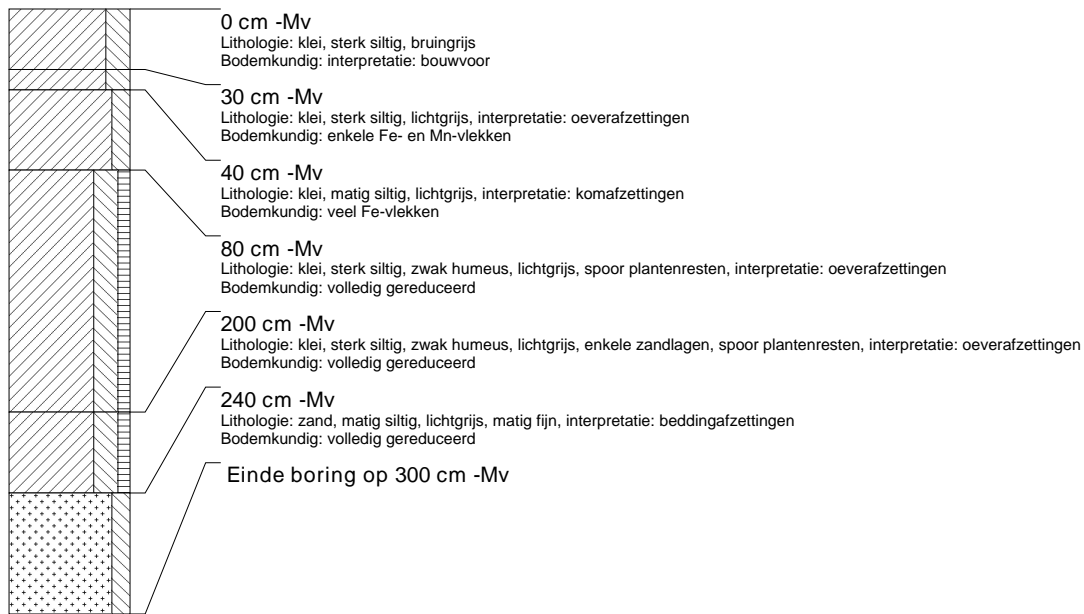 0 cm -Mv
Lithologie: klei, sterk siltig, bruingrijs
Bodemkundig: interpretatie: bouwvoor
30 cm -Mv
Lithologie: klei, sterk siltig, lichtgrijs, interpretatie: oeverafzettingen
Bodemkundig: enkele Fe- en Mn-vlekken
40 cm -Mv
Lithologie: klei, matig siltig, lichtgrijs, interpretatie: komafzettingen
Bodemkundig: veel Fe-vlekken
80 cm -Mv
Lithologie: klei, sterk siltig, zwak humeus, lichtgrijs, spoor plantenresten, interpretatie: oeverafzettingen
Bodemkundig: volledig gereduceerd
200 cm -Mv
Lithologie: klei, sterk siltig, zwak humeus, lichtgrijs, enkele zandlagen, spoor plantenresten, interpretatie: oeverafzettingen
Bodemkundig: volledig gereduceerd
240 cm -Mv
Lithologie: zand, matig siltig, lichtgrijs, matig fijn, interpretatie: beddingafzettingen
Bodemkundig: volledig gereduceerd
Einde boring op 300 cm -Mv